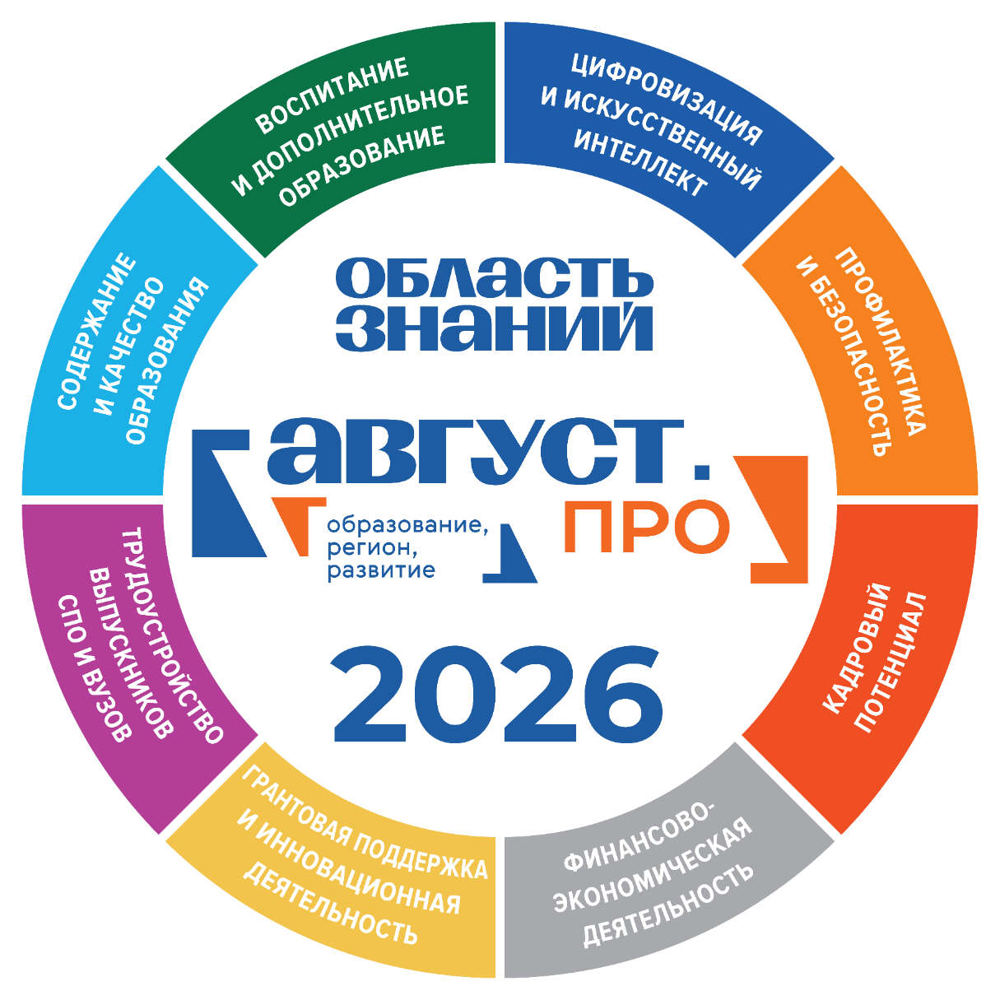 ВОСПИТАНИЕ
И ДОПОЛНИТЕЛЬНОЕ
ОБРАЗОВАНИЕ
ЦИФРОВИЗАЦИЯ
И ИСКУССТВЕННЫЙ
ИНТЕЛЛЕКТ
ПРОФИЛАКТИКА
И БЕЗОПАСНОСТЬ
КАДРОВЫЙ
ПОТЕНЦИАЛ
ФИНАНСОВО-
ЭКОНОМИЧЕСКАЯ
ДЕЯТЕЛЬНОСТЬ
ГРАНТОВАЯ ПОДДЕРЖКА
И ИННОВАЦИОННАЯ
ДЕЯТЕЛЬНОСТЬ
ТРУДОУСТРОЙСТВО
ВЫПУСКНИКОВ
СПО И ВУЗОВ
СОДЕРЖАНИЕ
И КАЧЕСТВО
ОБРАЗОВАНИЯ
ОБЛАСТЬ
ЗНАНИЙ
АВГУСТ.
ПРО
образование,
регион,
развитие
2026